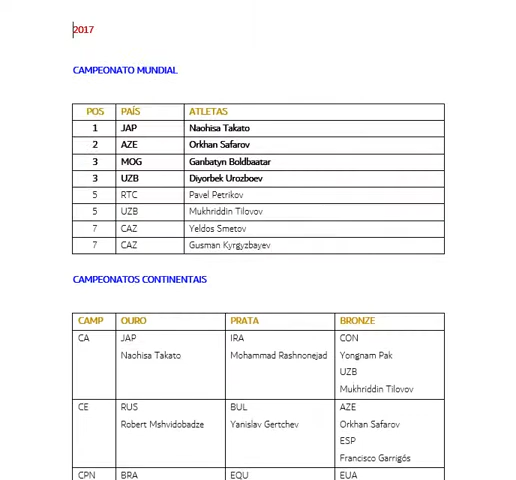 2017
CAMPEONATO MUNDIAL
POS PAÍS ATLETAS
1 JAP Naohisa Takato
2 AZE Orkhan Safarov
3 MOG Ganbatyn Boldbaatar
3 UZB Diyorbek Urozboev
5 RTC Pavel Petrikov
5 UZB Mukhriddin Tilovov
7 CAZ Yeldos Smetov
7 CAZ Gusman Kyrgyzbayev
CAMPEONATOS CONTINENTAIS
CAMP OURO PRATA BRONZE
CA JAP IRA CON
Naohisa Takato Mohammad Rashnonejad Yongnam Pak
UZB
Mukhriddin Tilovov
CE RUS BUL AZE
Robert Mshvidobadze Yanislav Gertchev Orkhan Safarov
ESP
Francisco Garrigós
CPN BRA EQU EUA